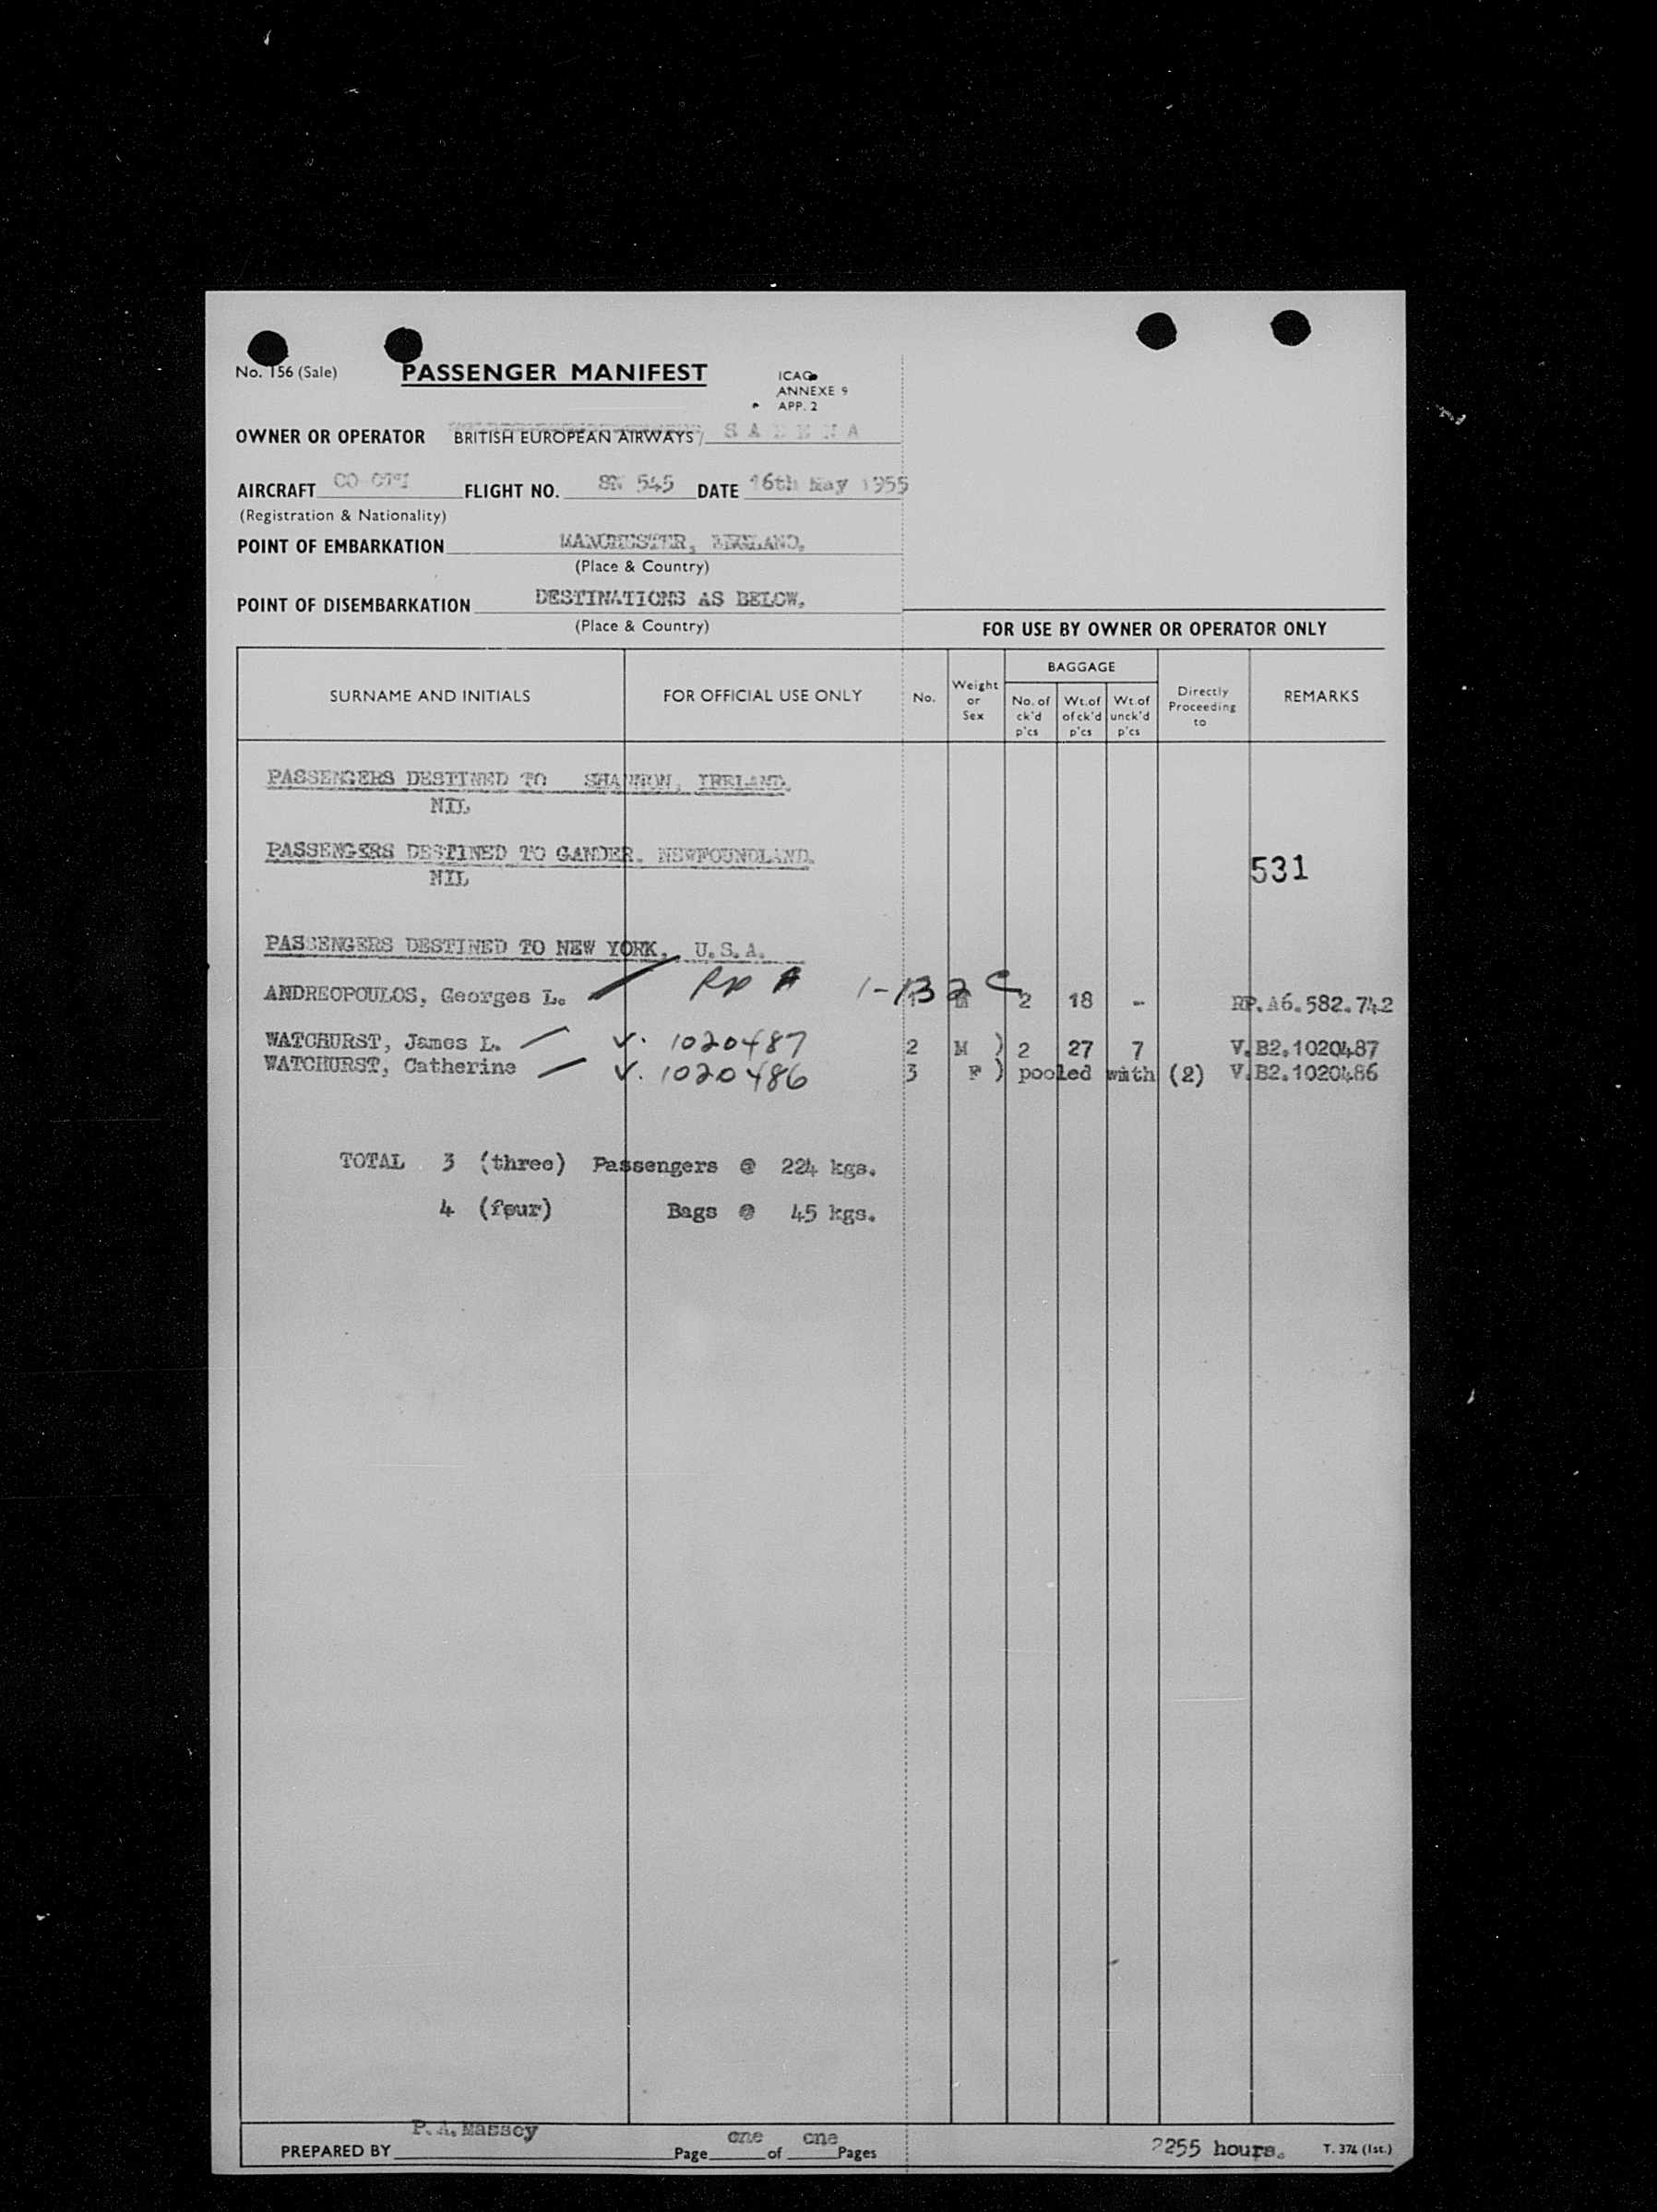 No. 156 (Sale) PASSENGER MANIFEST
ICAO
ANNEXE 9
APP. 2
OWNER OR OPERATOR BRITISH EUROPEAN AIRWAYS / S A B E N A
AIRCRAFT FLIGHT NO. SN 545 DATE 16th May 1955
(Registration & Nationality)
POINT OF EMBARKATION MANCHESTER,
(Place & Country)
POINT OF DISEMBARKATION DESTINATIONS AS BELOW.
(Place & Country)
FOR USE BY OWNER OR OPERATOR ONLY
SURNAME AND INITIALS
FOR OFFICIAL USE ONLY
No.
Weight
or
Sex
BAGGAGE
No. of
ck'd
p'cs
Wt. of
of ck'd
p'cs
Wt. of
unck'd
p'cs
Directly
Proceeding
to
REMARKS
PASSENGERS DESTINED TO SHANNON, IRELAND.
NIL
PASSENGERS DESTINED TO GANDER. NEWFOUNDLAND.
NIL
531
PASSENGERS DESTINED TO NEW YORK, U.S.A.
RP A 1-132 C
ANDREOPOULOS, Georges L. 1 M 2 18 - RP.A6.582.742
WATCHURST, James L. V. 1020487 2 M ) 2 27 7 V.B2.1020487
WATCHURST, Catherine V. 1020486 3 F ) pooled with (2) V.B2.1020486
TOTAL 3 (three) Passengers @ 224 kgs.
4 (four) Bags @ 45 kgs.
PREPARED BY P.A.Massey Page one of one Pages 2255 hours. T. 374 (1st.)